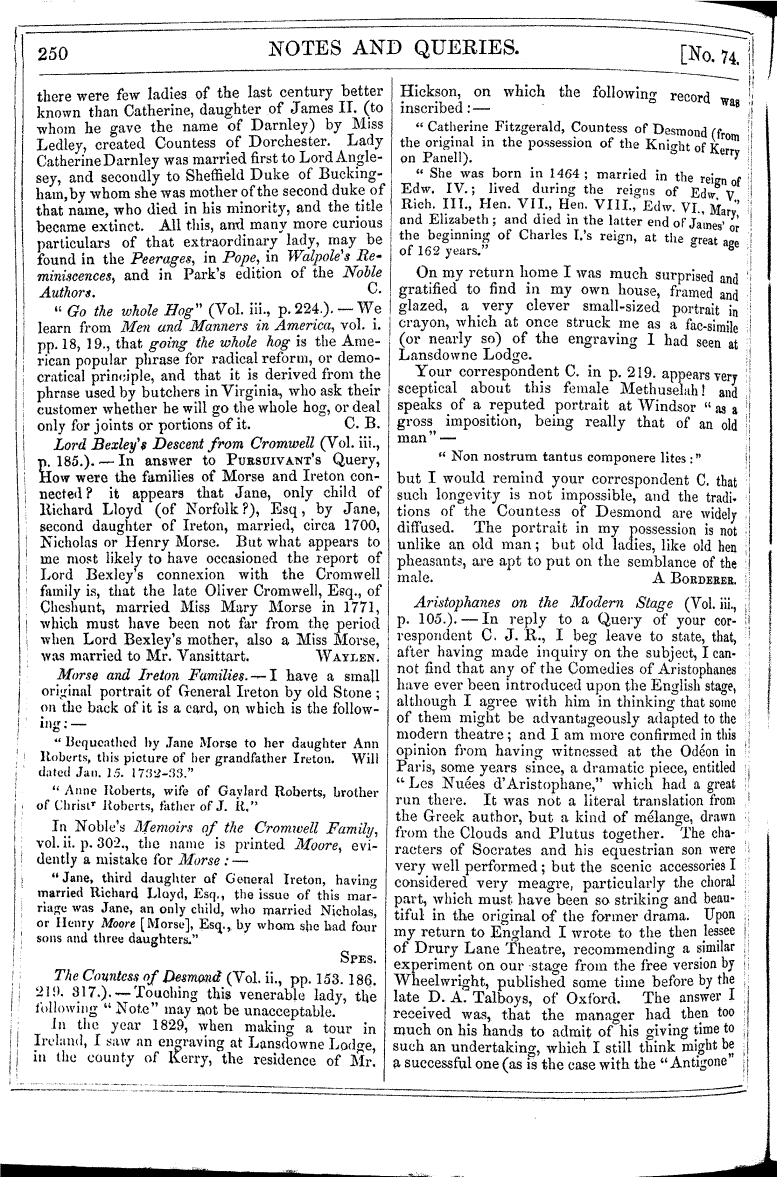 250 NOTES AND QUERIES. [No. 74.
there were few ladies of the last century better
known than Catherine, daughter of James II. (to
whom he gave the name of Darnley) by Miss
Ledley, created Countess of Dorchester. Lady
Catherine Darnley was married first to Lord Angle-
sey, and secondly to Sheffield Duke of Bucking-
ham, by whom she was mother of the second duke of
that name, who died in his minority, and the title
became extinct. All this, and many more curious
particulars of that extraordinary lady, may be
found in the Peerages, in Pope, in Walpole's Re-
miniscences, and in Park's edition of the Noble
Authors. C.
"Go the whole Hog" (Vol. iii., p. 224.). — We
learn from Men and Manners in America, vol. i.
pp. 18, 19., that going the whole hog is the Ame-
rican popular phrase for radical reform, or demo-
cratical principle, and that it is derived from the
phrase used by butchers in Virginia, who ask their
customer whether he will go the whole hog, or deal
only for joints or portions of it. C. B.
Lord Bexley's Descent from Cromwell (Vol. iii.,
p. 185.). — In answer to PURSUIVANT'S Query,
How were the families of Morse and Ireton con-
nected? it appears that Jane, only child of
Richard Lloyd (of Norfolk?), Esq, by Jane,
second daughter of Ireton, married, circa 1700,
Nicholas or Henry Morse. But what appears to
me most likely to have occasioned the report of
Lord Bexley's connexion with the Cromwell
family is, that the late Oliver Cromwell, Esq., of
Cheshunt, married Miss Mary Morse in 1771,
which must have been not far from the period
when Lord Bexley's mother, also a Miss Morse,
was married to Mr. Vansittart. WAYLEN.
Morse and Ireton Families. — I have a small
original portrait of General Ireton by old Stone;
on the back of it is a card, on which is the follow-
ing: —
"Bequeathed by Jane Morse to her daughter Ann
Roberts, this picture of her grandfather Ireton. Will
dated Jan. 15. 1732-33."
"Anne Roberts, wife of Gaylard Roberts, brother
of Christr Roberts, father of J. R."
In Noble's Memoirs of the Cromwell Family,
vol. ii. p. 302., the name is printed Moore, evi-
dently a mistake for Morse: —
"Jane, third daughter of General Ireton, having
married Richard Lloyd, Esq., the issue of this mar-
riage was Jane, an only child, who married Nicholas,
or Henry Moore [Morse], Esq., by whom she had four
sons and three daughters."
SPES.
The Countess of Desmond (Vol. ii., pp. 153. 186.
219. 317.). — Touching this venerable lady, the
following "Note" may not be unacceptable.
In the year 1829, when making a tour in
Ireland, I saw an engraving at Lansdowne Lodge,
in the county of Kerry, the residence of Mr.
Hickson, on which the following record was
inscribed: —
"Catherine Fitzgerald, Countess of Desmond (from
the original in the possession of the Knight of Kerry
on Panell).
"She was born in 1464; married in the reign of
Edw. IV.; lived during the reigns of Edw. V.,
Rich. III., Hen. VII., Hen. VIII., Edw. VI., Mary,
and Elizabeth; and died in the latter end of James' or
the beginning of Charles I.'s reign, at the great age
of 162 years."
On my return home I was much surprised and
gratified to find in my own house, framed and
glazed, a very clever small-sized portrait in
crayon, which at once struck me as a fac-simile
(or nearly so) of the engraving I had seen at
Lansdowne Lodge.
Your correspondent C. in p. 219. appears very
sceptical about this female Methuselah! and
speaks of a reputed portrait at Windsor "as a
gross imposition, being really that of an old
man" —
"Non nostrum tantus componere lites:"
but I would remind your correspondent C. that
such longevity is not impossible, and the tradi-
tions of the Countess of Desmond are widely
diffused. The portrait in my possession is not
unlike an old man; but old ladies, like old hen
pheasants, are apt to put on the semblance of the
male. A BORDERER.
Aristophanes on the Modern Stage (Vol. iii.,
p. 105.). — In reply to a Query of your cor-
respondent C. J. R., I beg leave to state, that,
after having made inquiry on the subject, I can-
not find that any of the Comedies of Aristophanes
have ever been introduced upon the English stage,
although I agree with him in thinking that some
of them might be advantageously adapted to the
modern theatre; and I am more confirmed in this
opinion from having witnessed at the Odéon in
Paris, some years since, a dramatic piece, entitled
"Les Nuées d'Aristophane," which had a great
run there. It was not a literal translation from
the Greek author, but a kind of mélange, drawn
from the Clouds and Plutus together. The cha-
racters of Socrates and his equestrian son were
very well performed; but the scenic accessories I
considered very meagre, particularly the choral
part, which must have been so striking and beau-
tiful in the original of the former drama. Upon
my return to England I wrote to the then lessee
of Drury Lane Theatre, recommending a similar
experiment on our stage from the free version by
Wheelwright, published some time before by the
late D. A. Talboys, of Oxford. The answer I
received was, that the manager had then too
much on his hands to admit of his giving time to
such an undertaking, which I still think might be
a successful one (as is the case with the "Antigone"